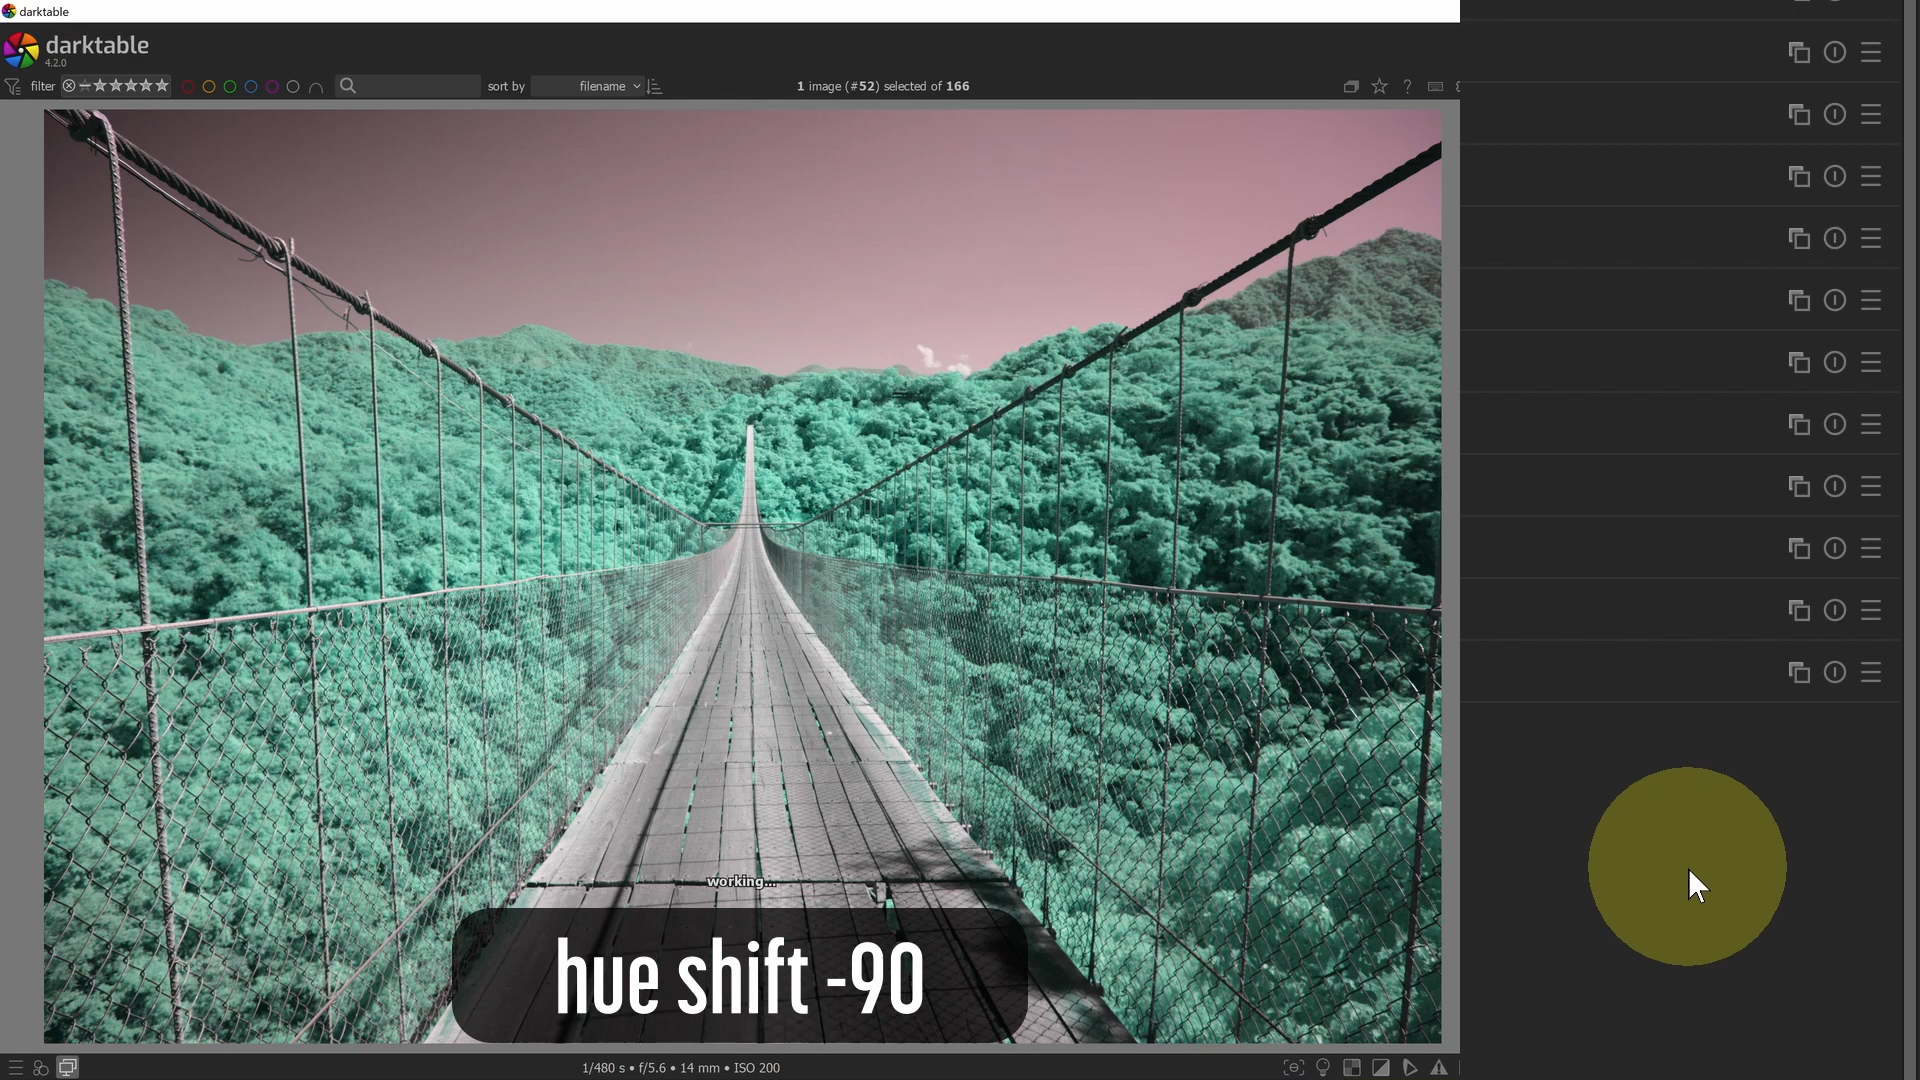 darktable
darktable
4.2.0
filter
sort by
filename
1 image (#52) selected of 166
?
working...
hue shift -90
1/480 s • f/5.6 • 14 mm • ISO 200